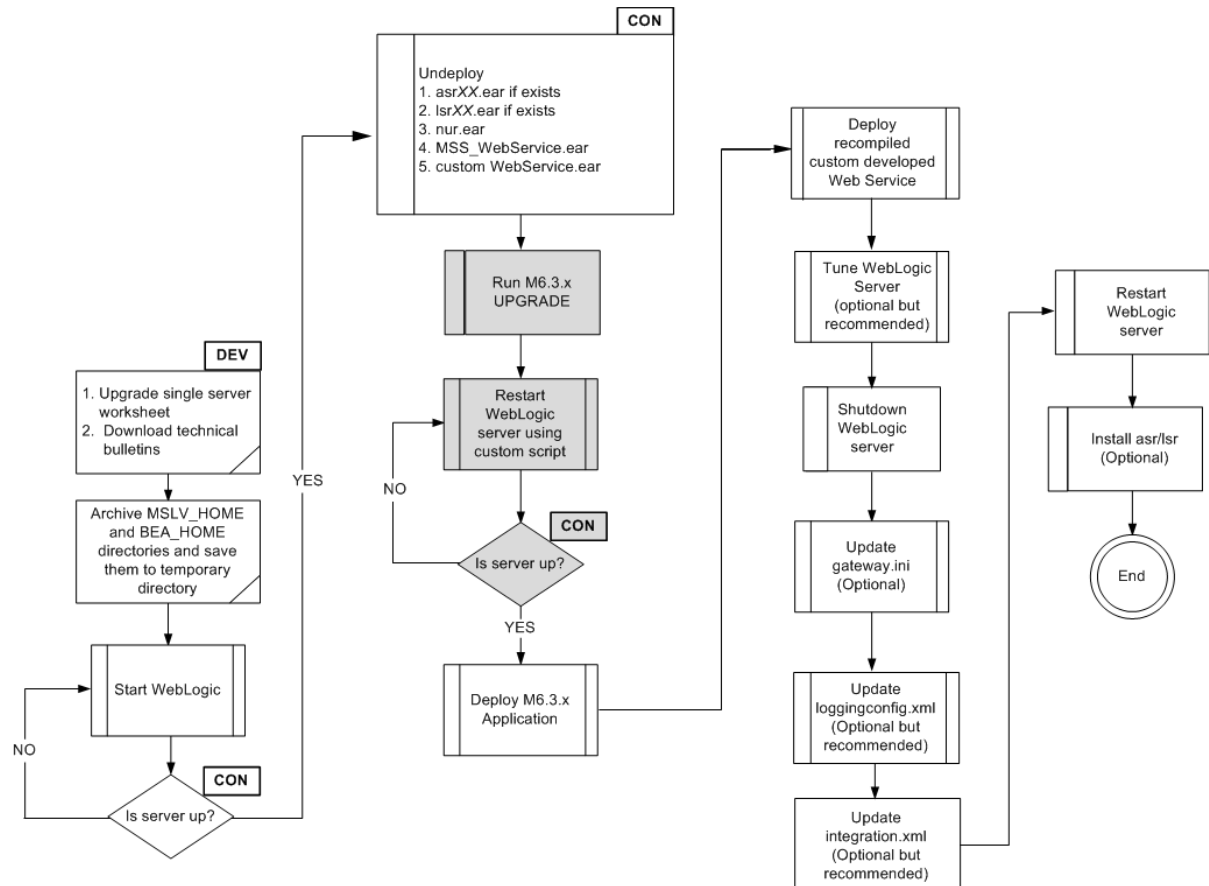 DEV
1. Upgrade single server
worksheet
2. Download technical
bulletins
Archive MSLV_HOME
and BEA_HOME
directories and save
them to temporary
directory
Start WebLogic
NO
CON
Is server up?
YES
CON
Undeploy
1. asrXX.ear if exists
2. lsrXX.ear if exists
3. nur.ear
4. MSS_WebService.ear
5. custom WebService.ear
Run M6.3.x
UPGRADE
Restart
WebLogic
server using
custom script
NO
CON
Is server up?
YES
Deploy M6.3.x
Application
Deploy
recompiled
custom developed
Web Service
Tune WebLogic
Server
(optional but
recommended)
Shutdown
WebLogic
server
Update
gateway.ini
(Optional)
Update
loggingconfig.xml
(Optional but
recommended)
Update
integration.xml
(Optional but
recommended)
Restart
WebLogic
server
Install asr/lsr
(Optional)
End